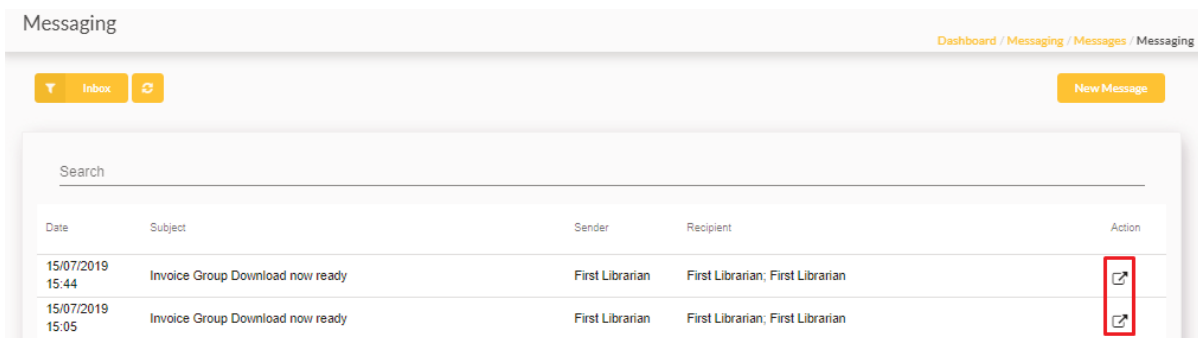 Messaging
Dashboard / Messaging / Messages / Messaging
Inbox
New Message
Search
Date Subject Sender Recipient Action
15/07/2019 15:44 Invoice Group Download now ready First Librarian First Librarian; First Librarian
15/07/2019 15:05 Invoice Group Download now ready First Librarian First Librarian; First Librarian